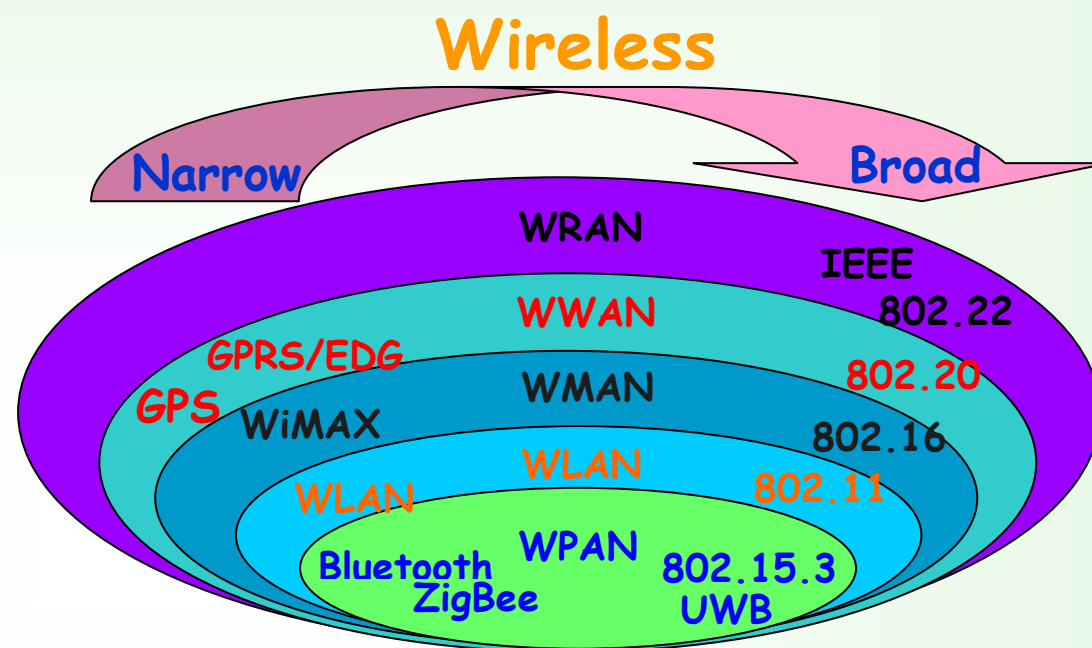 Wireless
Narrow
Broad
WRAN
IEEE
802.22
WWAN
GPRS/EDG
802.20
GPS
WMAN
WiMAX
802.16
WLAN
WLAN
802.11
WPAN
Bluetooth
802.15.3
ZigBee
UWB